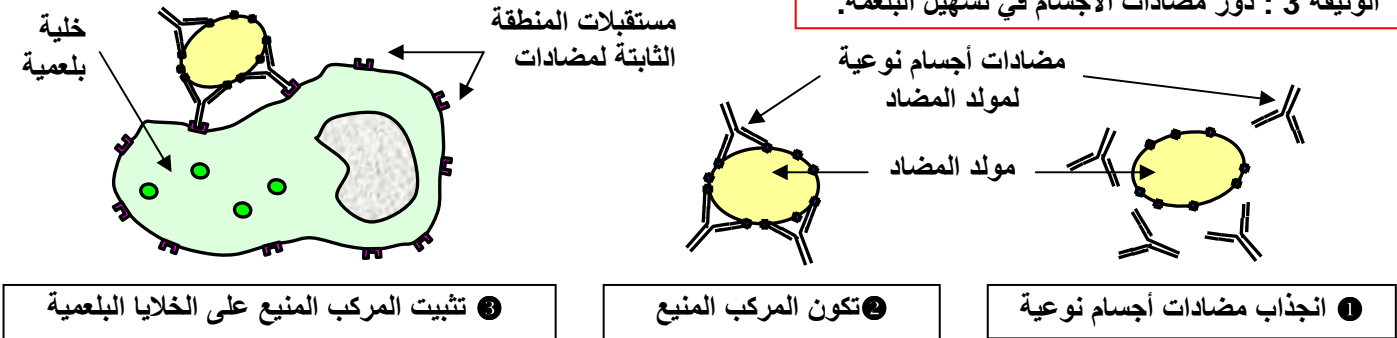 الوثيقة 3 : دور مضادات الأجسام في تسهيل البلعمة.
مضادات أجسام نوعية
لمولد المضاد
مولد المضاد
مستقبلات المنطقة
الثابتة لمضادات
خلية
بلعمية
❶ انجذاب مضادات أجسام نوعية
❷تكون المركب المنيع
❸ تثبيت المركب المنيع على الخلايا البلعمية